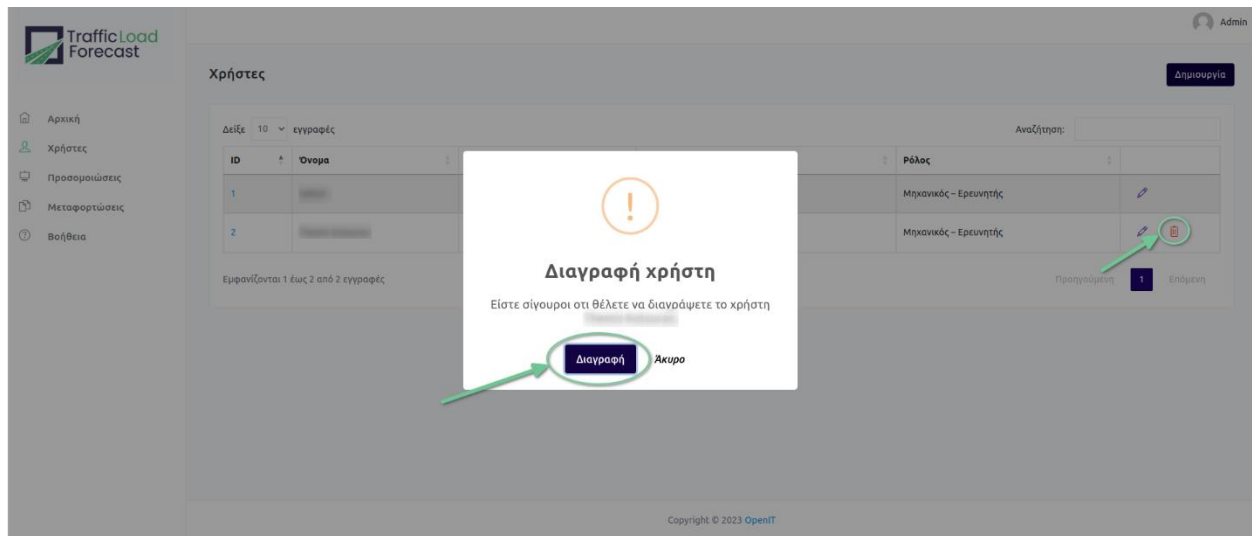 TrafficLoad
Forecast
Admin
Χρήστες
Δημιουργία
Αρχική
Χρήστες
Προσομοιώσεις
Μεταφορτώσεις
Βοήθεια
Δείξε 10 εγγραφές
Αναζήτηση:
ID Όνομα Ρόλος
1 Μηχανικός – Ερευνητής
2 Μηχανικός – Ερευνητής
Εμφανίζονται 1 έως 2 από 2 εγγραφές
Προηγούμενη 1 Επόμενη
!
Διαγραφή χρήστη
Είστε σίγουροι οτι θέλετε να διαγράψετε το χρήστη
Διαγραφή Άκυρο
Copyright © 2023 OpenIT